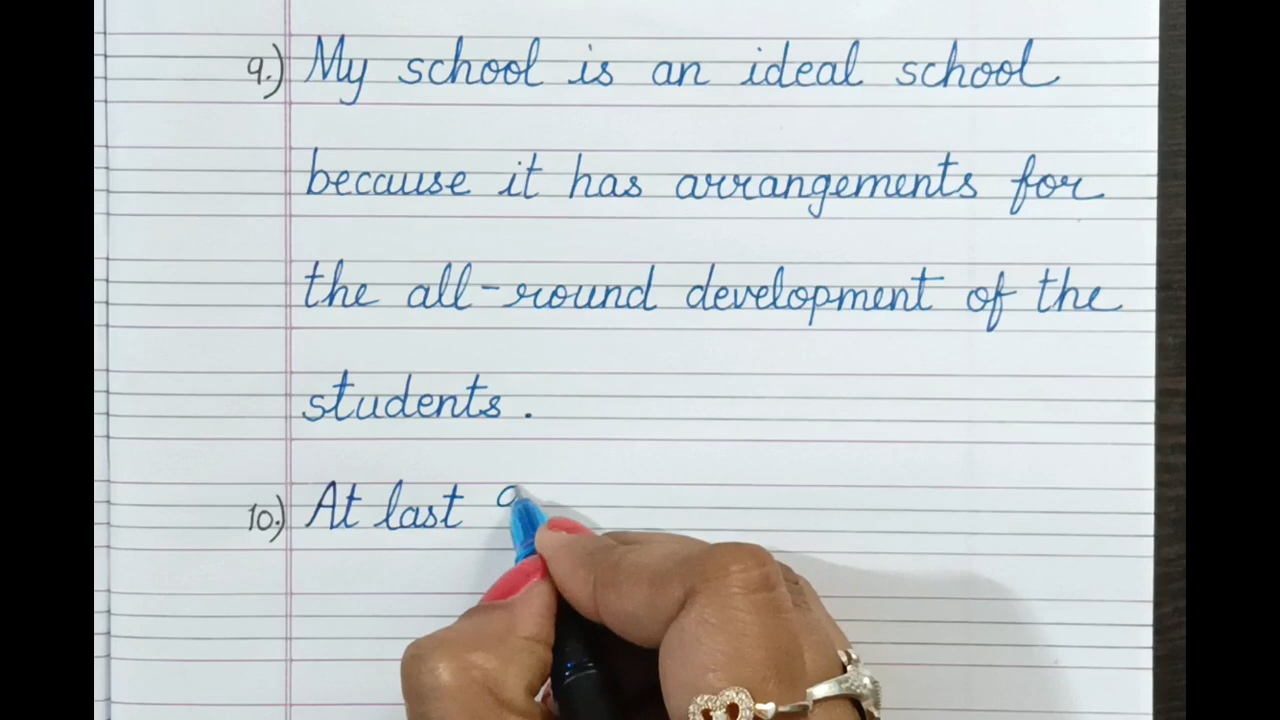 9.) My school is an ideal school
because it has arrangements for
the all-round development of the
students.
10.) At last